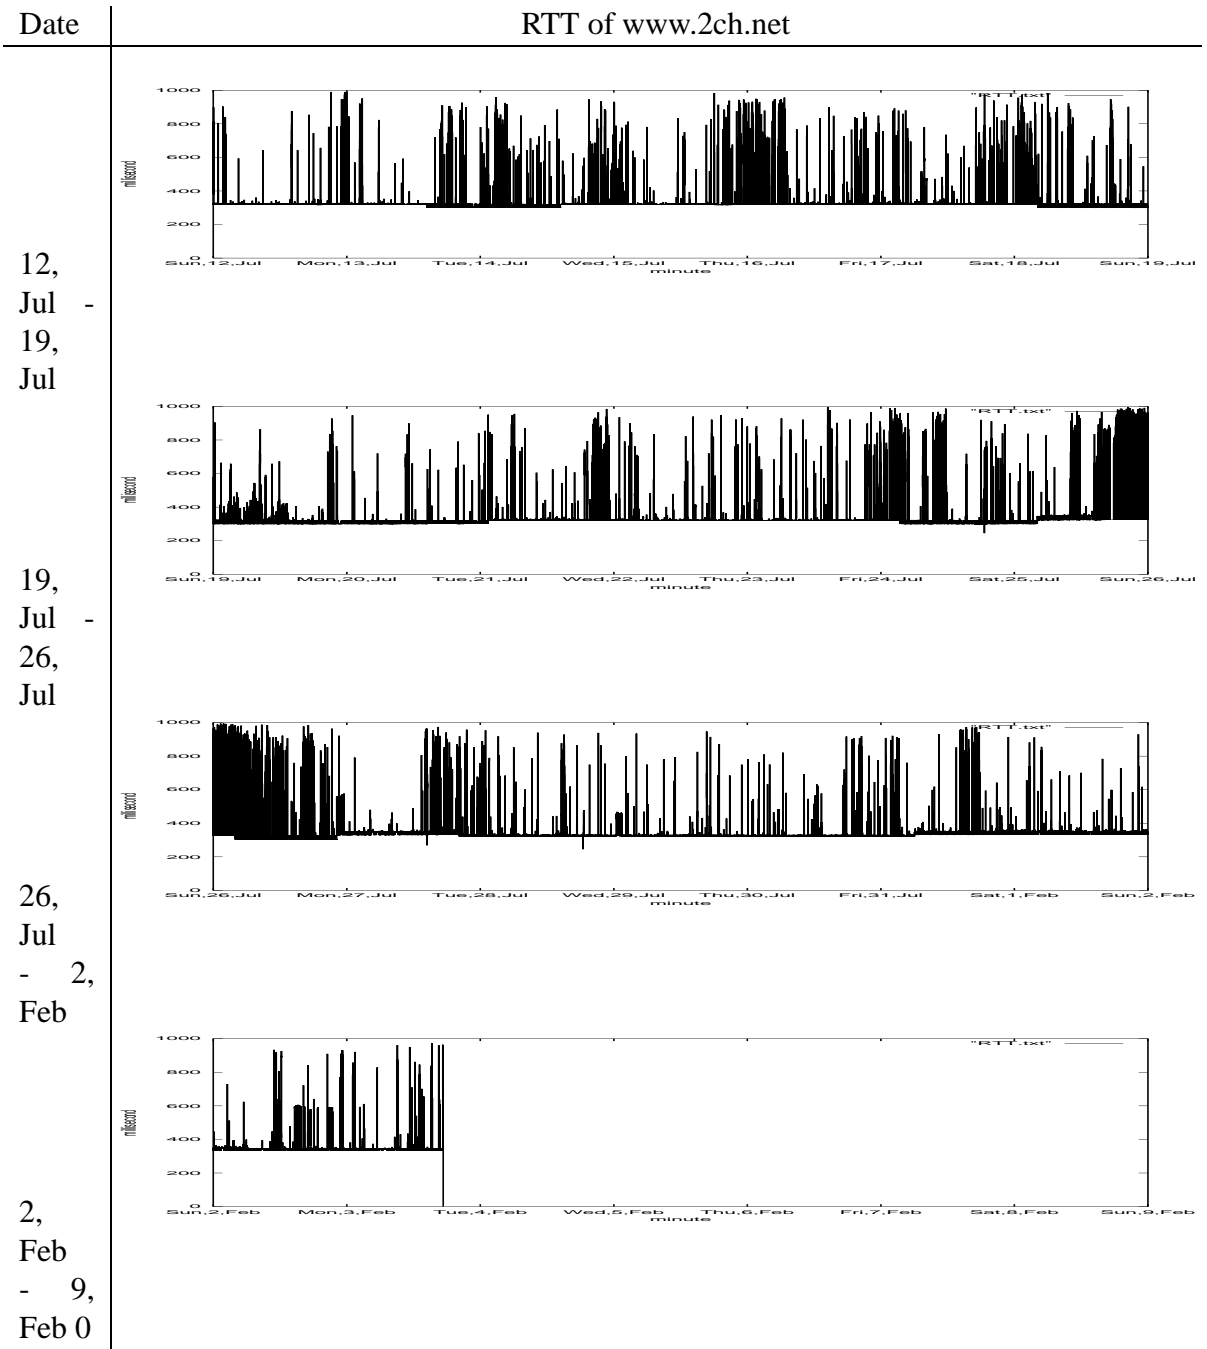 Date RTT of www.2ch.net
12,
Jul -
19,
Jul
1000
800
600
400
200
0
millisecond
"RTT.txt"
Sun,12,Jul Mon,13,Jul Tue,14,Jul Wed,15,Jul Thu,16,Jul Fri,17,Jul Sat,18,Jul Sun,19,Jul
minute
19,
Jul -
26,
Jul
1000
800
600
400
200
0
millisecond
"RTT.txt"
Sun,19,Jul Mon,20,Jul Tue,21,Jul Wed,22,Jul Thu,23,Jul Fri,24,Jul Sat,25,Jul Sun,26,Jul
minute
26,
Jul
- 2,
Feb
1000
800
600
400
200
0
millisecond
"RTT.txt"
Sun,26,Jul Mon,27,Jul Tue,28,Jul Wed,29,Jul Thu,30,Jul Fri,31,Jul Sat,1,Feb Sun,2,Feb
minute
2,
Feb
- 9,
Feb 0
1000
800
600
400
200
0
millisecond
"RTT.txt"
Sun,2,Feb Mon,3,Feb Tue,4,Feb Wed,5,Feb Thu,6,Feb Fri,7,Feb Sat,8,Feb Sun,9,Feb
minute